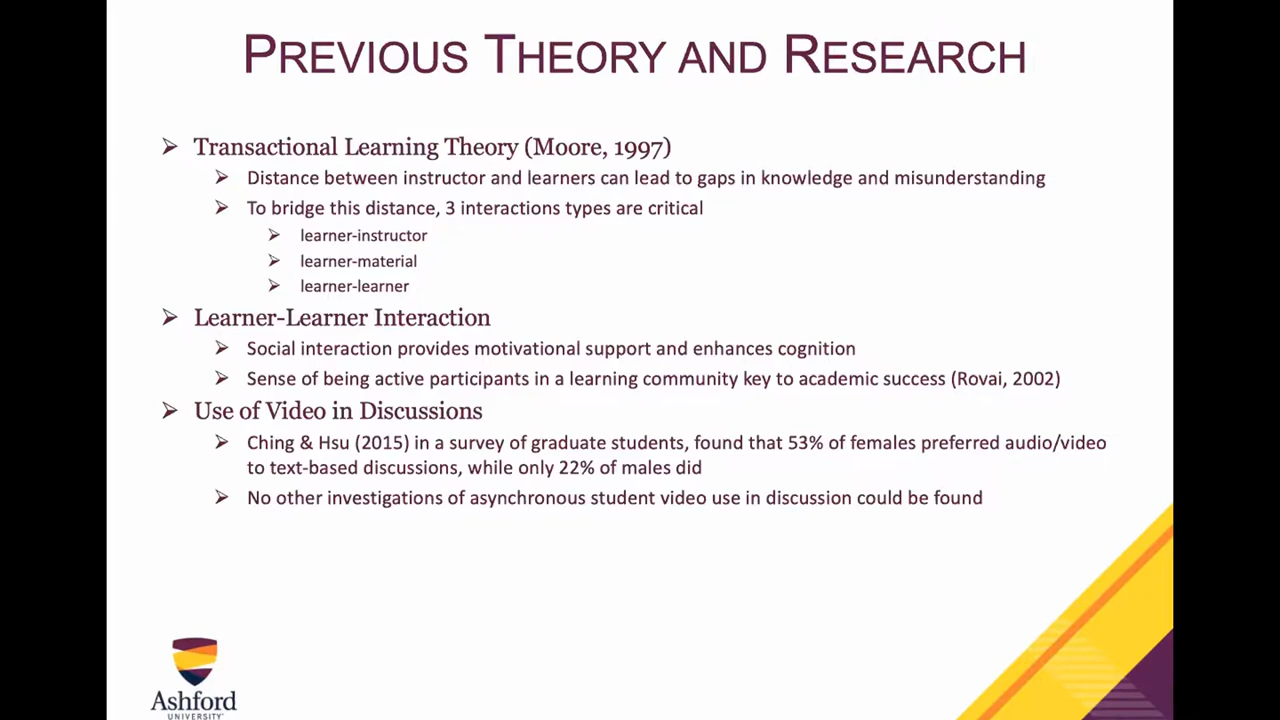 PREVIOUS THEORY AND RESEARCH
Transactional Learning Theory (Moore, 1997)
Distance between instructor and learners can lead to gaps in knowledge and misunderstanding
To bridge this distance, 3 interactions types are critical
learner-instructor
learner-material
learner-learner
Learner-Learner Interaction
Social interaction provides motivational support and enhances cognition
Sense of being active participants in a learning community key to academic success (Rovai, 2002)
Use of Video in Discussions
Ching & Hsu (2015) in a survey of graduate students, found that 53% of females preferred audio/video
to text-based discussions, while only 22% of males did
No other investigations of asynchronous student video use in discussion could be found
Ashford
UNIVERSITY